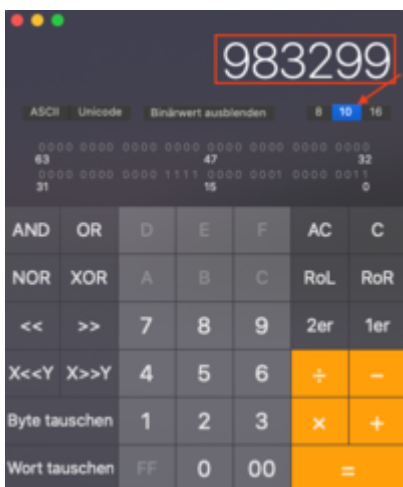 983299
ASCII Unicode Binärwert ausblenden 8 10 16
0000 0000 0000 0000 0000 0000 0000 0000
63 47 32
0000 0000 0000 1111 0000 0001 0000 0011
31 15 0
AND OR D E F AC C
NOR XOR A B C RoL RoR
<< >> 7 8 9 2er 1er
X<<Y X>>Y 4 5 6 ÷ −
Byte tauschen 1 2 3 × +
Wort tauschen FF 0 00 =